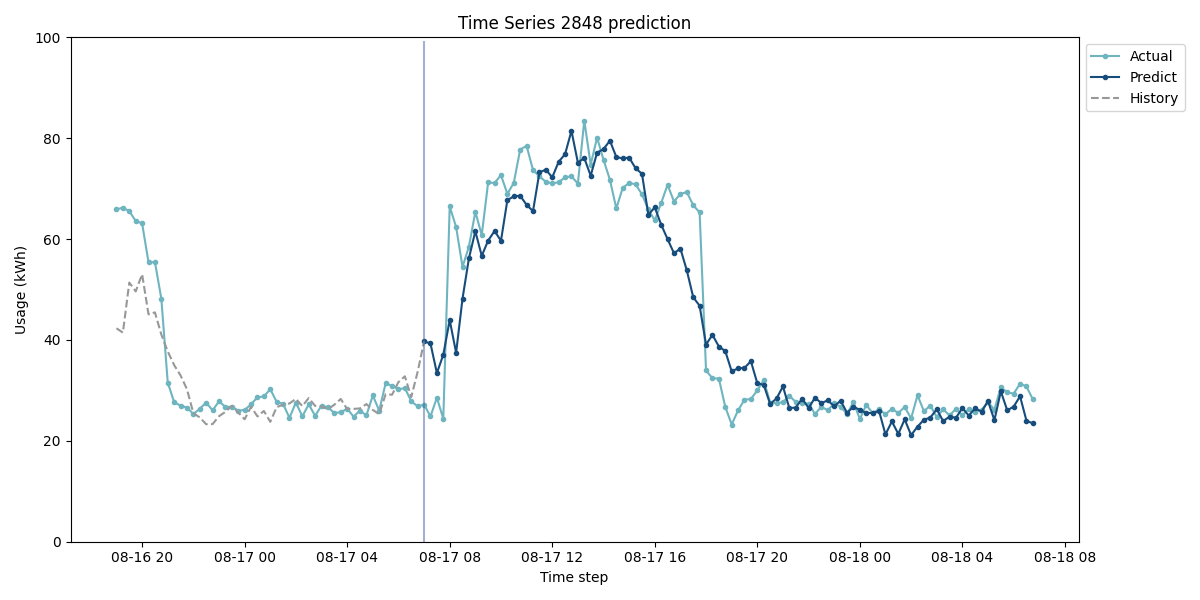 Time Series 2848 prediction
100
80
60
40
20
0
Usage (kWh)
08-16 20
08-17 00
08-17 04
08-17 08
08-17 12
08-17 16
08-17 20
08-18 00
08-18 04
08-18 08
Time step
Actual
Predict
History